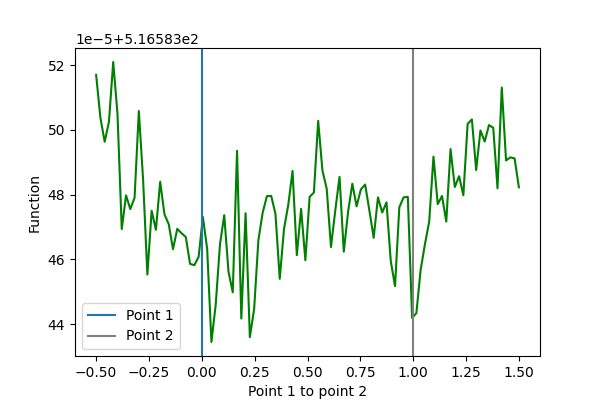 1e−5+5.16583e2
52
50
48
46
44
Function
Point 1
Point 2
−0.50 −0.25 0.00 0.25 0.50 0.75 1.00 1.25 1.50
Point 1 to point 2